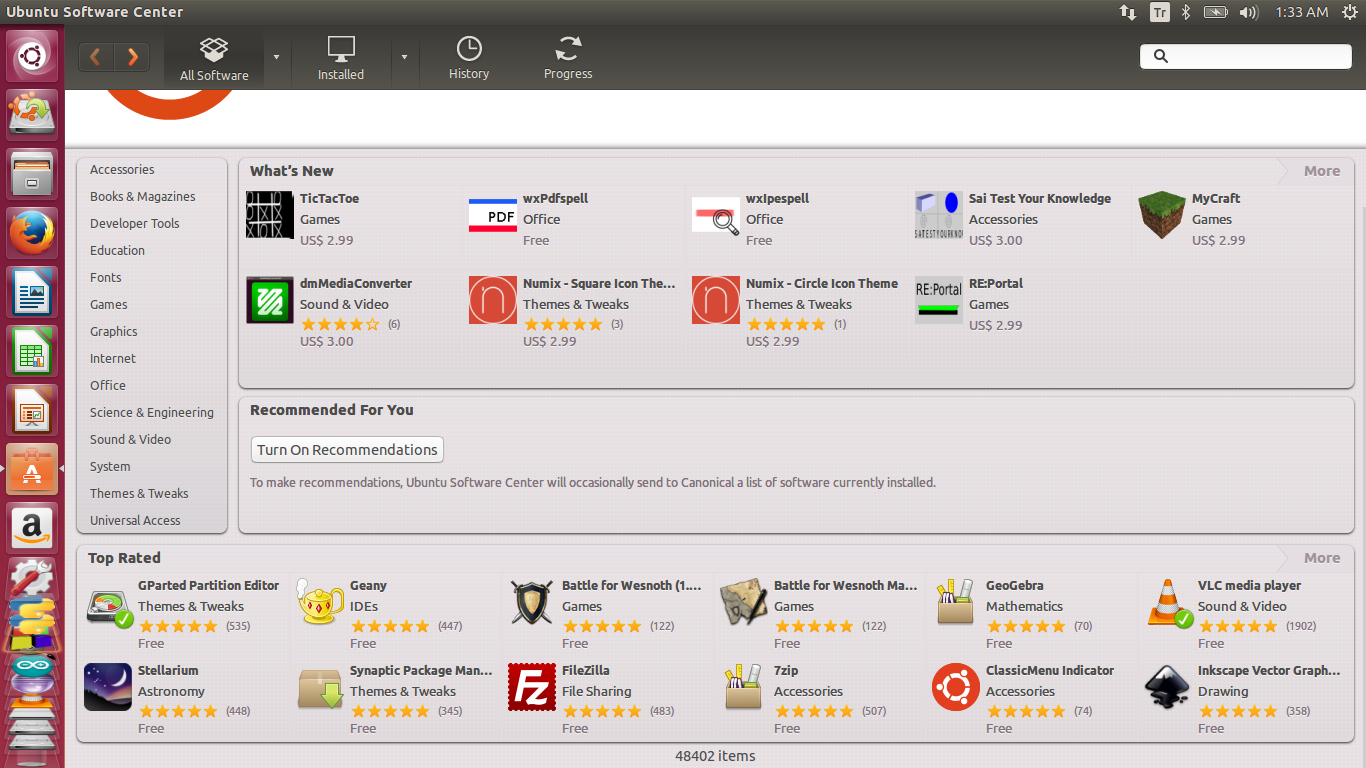 Ubuntu Software Center
Tr
1:33 AM
All Software
Installed
History
Progress
Accessories
Books & Magazines
Developer Tools
Education
Fonts
Games
Graphics
Internet
Office
Science & Engineering
Sound & Video
System
Themes & Tweaks
Universal Access
What's New
More
TicTacToe
Games
US$ 2.99
PDF
wxPdfspell
Office
Free
wxIpespell
Office
Free
SATESTYOURKNO
Sai Test Your Knowledge
Accessories
US$ 3.00
MyCraft
Games
US$ 2.99
dmMediaConverter
Sound & Video
(6)
US$ 3.00
n
Numix - Square Icon The...
Themes & Tweaks
(3)
US$ 2.99
n
Numix - Circle Icon Theme
Themes & Tweaks
(1)
US$ 2.99
RE:Portal
RE:Portal
Games
US$ 2.99
Recommended For You
Turn On Recommendations
To make recommendations, Ubuntu Software Center will occasionally send to Canonical a list of software currently installed.
Top Rated
More
GParted Partition Editor
Themes & Tweaks
(535)
Free
Geany
IDEs
(447)
Free
Battle for Wesnoth (1....
Games
(122)
Free
Battle for Wesnoth Ma...
Games
(122)
Free
GeoGebra
Mathematics
(70)
Free
VLC media player
Sound & Video
(1902)
Free
Stellarium
Astronomy
(448)
Free
Synaptic Package Man...
Themes & Tweaks
(345)
Free
Fz
FileZilla
File Sharing
(483)
Free
7zip
Accessories
(507)
Free
ClassicMenu Indicator
Accessories
(74)
Free
Inkscape Vector Graph...
Drawing
(358)
Free
48402 items
A
a